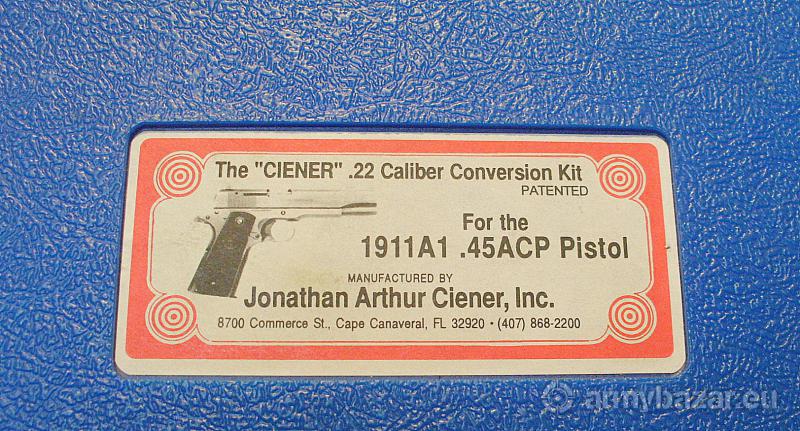 The "CIENER" .22 Caliber Conversion Kit
PATENTED
For the
1911A1 .45ACP Pistol
MANUFACTURED BY
Jonathan Arthur Ciener, Inc.
8700 Commerce St., Cape Canaveral, FL 32920 • (407) 868-2200
armybazar.eu